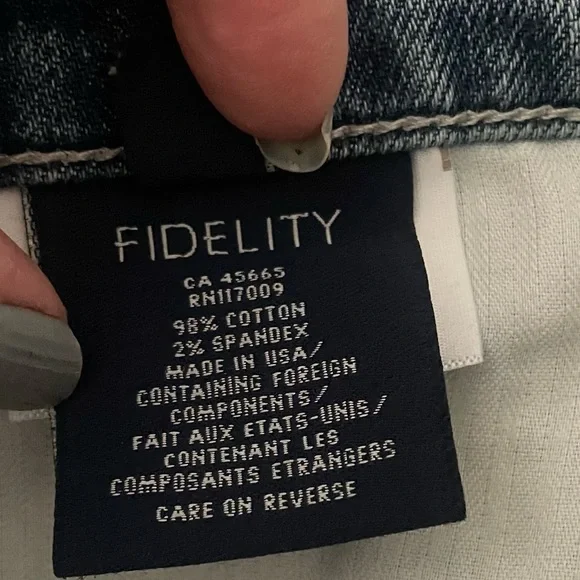 FIDELITY
CA 45665
RN117009
98% COTTON
2% SPANDEX
MADE IN USA/
CONTAINING FOREIGN
COMPONENTS/
FAIT AUX ETATS-UNIS/
CONTENANT LES
COMPOSANTS ETRANGERS
CARE ON REVERSE